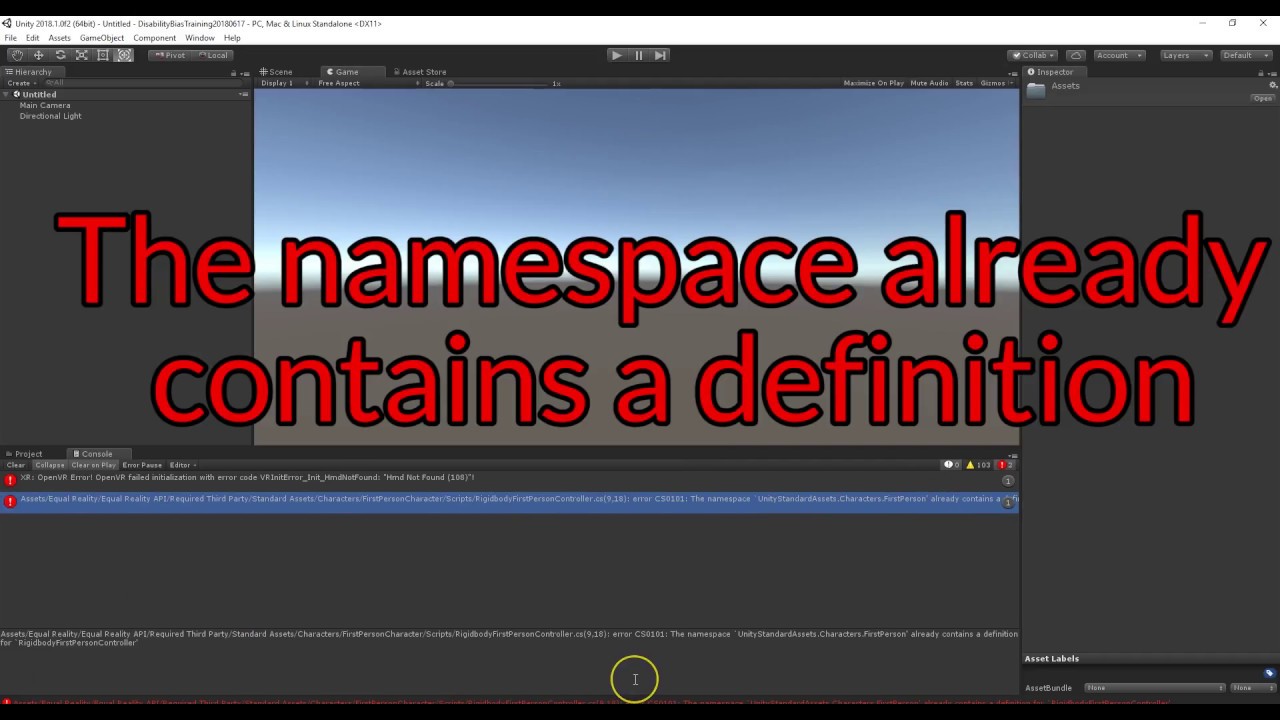 Unity 2018.1.0f2 (64bit) - Untitled - DisabilityBiasTraining20180617 - PC, Mac & Linux Standalone <DX11>
File Edit Assets GameObject Component Window Help
Pivot Local Collab Account Layers Default
Hierarchy Scene Game Asset Store Inspector
Create All Display 1 Free Aspect Scale 1x Maximize On Play Mute Audio Stats Gizmos Assets
Open
Untitled
Main Camera
Directional Light
The namespace already
contains a definition
Project Console
Clear Collapse Clear on Play Error Pause Editor 0 103 2
XR: OpenVR Error! OpenVR failed initialization with error code VRInitError_Init_HmdNotFound: "Hmd Not Found (108)"! 1
Assets/Equal Reality/Equal Reality API/Required Third Party/Standard Assets/Characters/FirstPersonCharacter/Scripts/RigidbodyFirstPersonController.cs(9,18): error CS0101: The namespace `UnityStandardAssets.Characters.FirstPerson' already contains a 1
Assets/Equal Reality/Equal Reality API/Required Third Party/Standard Assets/Characters/FirstPersonCharacter/Scripts/RigidbodyFirstPersonController.cs(9,18): error CS0101: The namespace `UnityStandardAssets.Characters.FirstPerson' already contains a definition
for `RigidbodyFirstPersonController'
Asset Labels
AssetBundle None None